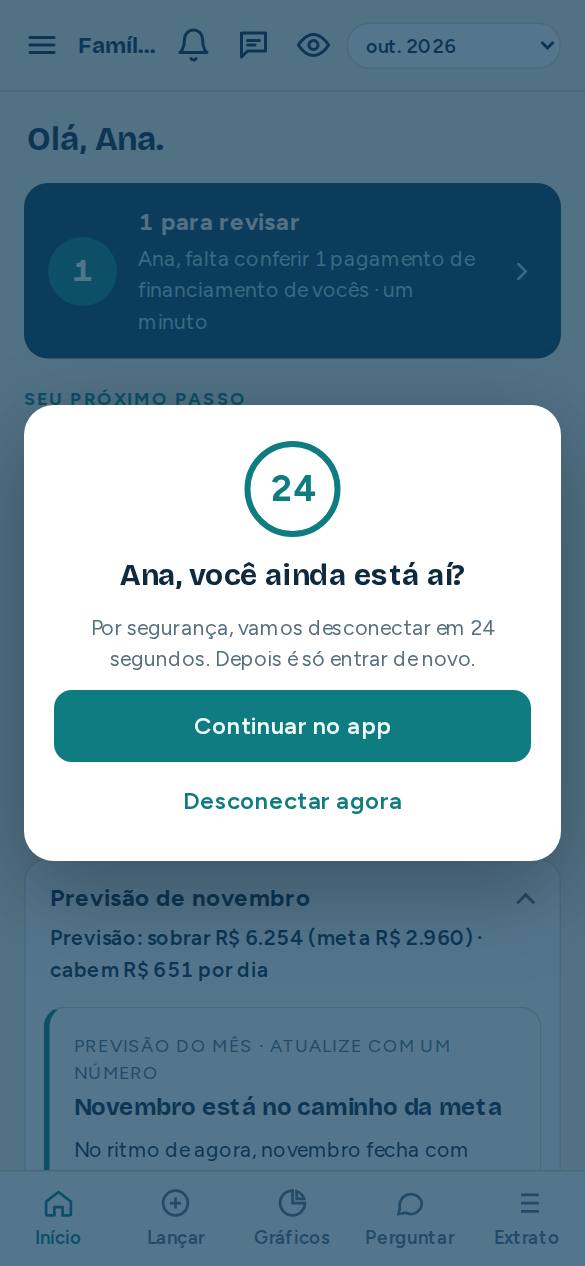 Famíl...
out. 2026
Olá, Ana.
1
1 para revisar
Ana, falta conferir 1 pagamento de
financiamento de vocês · um
minuto
SEU PRÓXIMO PASSO
24
Ana, você ainda está aí?
Por segurança, vamos desconectar em 24
segundos. Depois é só entrar de novo.
Continuar no app
Desconectar agora
Previsão de novembro
Previsão: sobrar R$ 6.254 (meta R$ 2.960) ·
cabem R$ 651 por dia
PREVISÃO DO MÊS · ATUALIZE COM UM
NÚMERO
Novembro está no caminho da meta
No ritmo de agora, novembro fecha com
Início
Lançar
Gráficos
Perguntar
Extrato